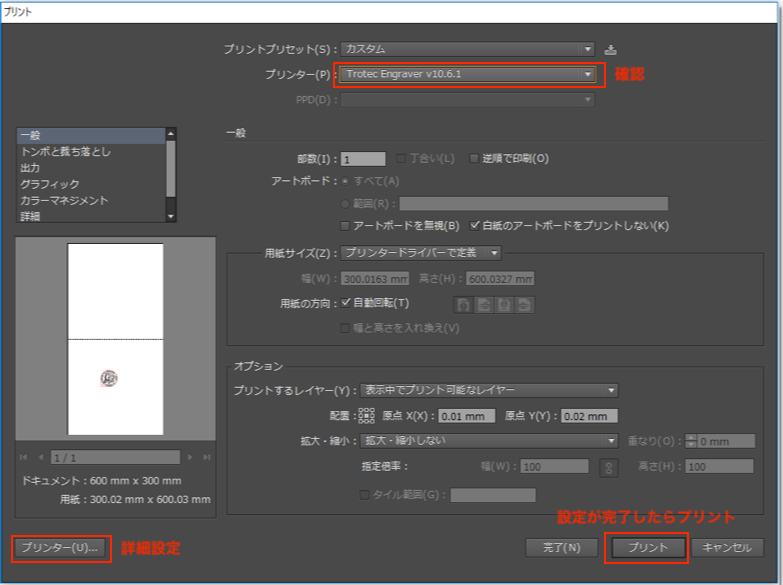 プリント
プリントプリセット(S)： カスタム
プリンター(P)： Trotec Engraver v10.6.1 確認
PPD(D)：
一般
トンボと裁ち落とし
出力
グラフィック
カラーマネジメント
詳細
一般
部数(I)： 1 丁合い(L) 逆順で印刷(O)
アートボード： すべて(A)
範囲(R)：
アートボードを無視(B) 白紙のアートボードをプリントしない(K)
用紙サイズ(Z)： プリンタードライバーで定義
幅(W)： 300.0163 mm 高さ(H)： 600.0327 mm
用紙の方向： 自動回転(T)
幅と高さを入れ換え(V)
オプション
プリントするレイヤー(Y)： 表示中でプリント可能なレイヤー
配置： 原点 X(X)： 0.01 mm 原点 Y(Y)： 0.02 mm
拡大・縮小： 拡大・縮小しない 重なり(O)： 0 mm
指定倍率： 幅(W)： 100 高さ(H)： 100
タイル範囲(G)：
1 / 1
ドキュメント：600 mm x 300 mm
用紙：300.02 mm x 600.03 mm
設定が完了したらプリント
プリンター(U)... 詳細設定 完了(N) プリント キャンセル